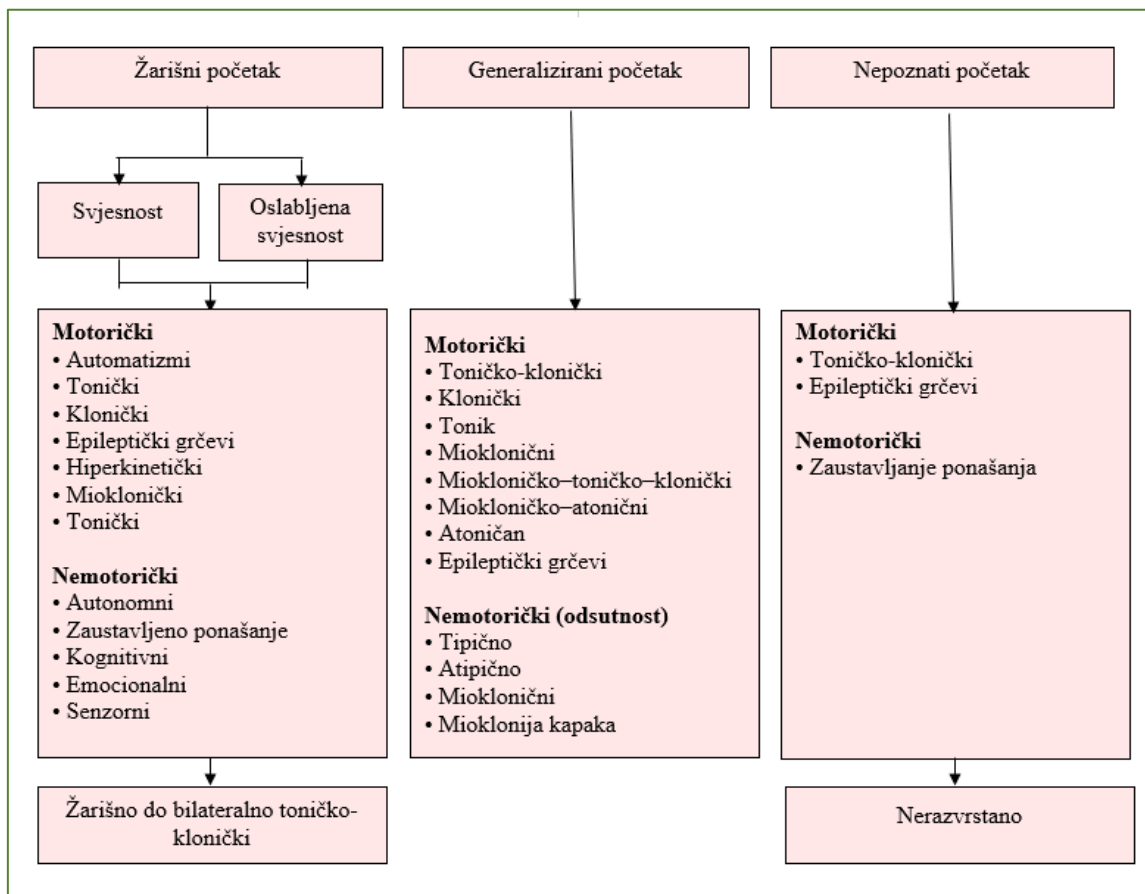 Žarišni početak
Generalizirani početak
Nepoznati početak
Svjesnost
Oslabljena
svjesnost
Motorički
• Automatizmi
• Tonički
• Klonički
• Epileptički grčevi
• Hiperkinetički
• Mioklonički
• Tonički
Nemotorički
• Autonomni
• Zaustavljeno ponašanje
• Kognitivni
• Emocionalni
• Senzorni
Motorički
• Toničko-klonički
• Klonički
• Tonik
• Mioklonični
• Miokloničko–toničko–klonički
• Miokloničko–atonični
• Atoničan
• Epileptički grčevi
Nemotorički (odsutnost)
• Tipično
• Atipično
• Mioklonični
• Mioklonija kapaka
Motorički
• Toničko-klonički
• Epileptički grčevi
Nemotorički
• Zaustavljanje ponašanja
Žarišno do bilateralno toničko-
klonički
Nerazvrstano